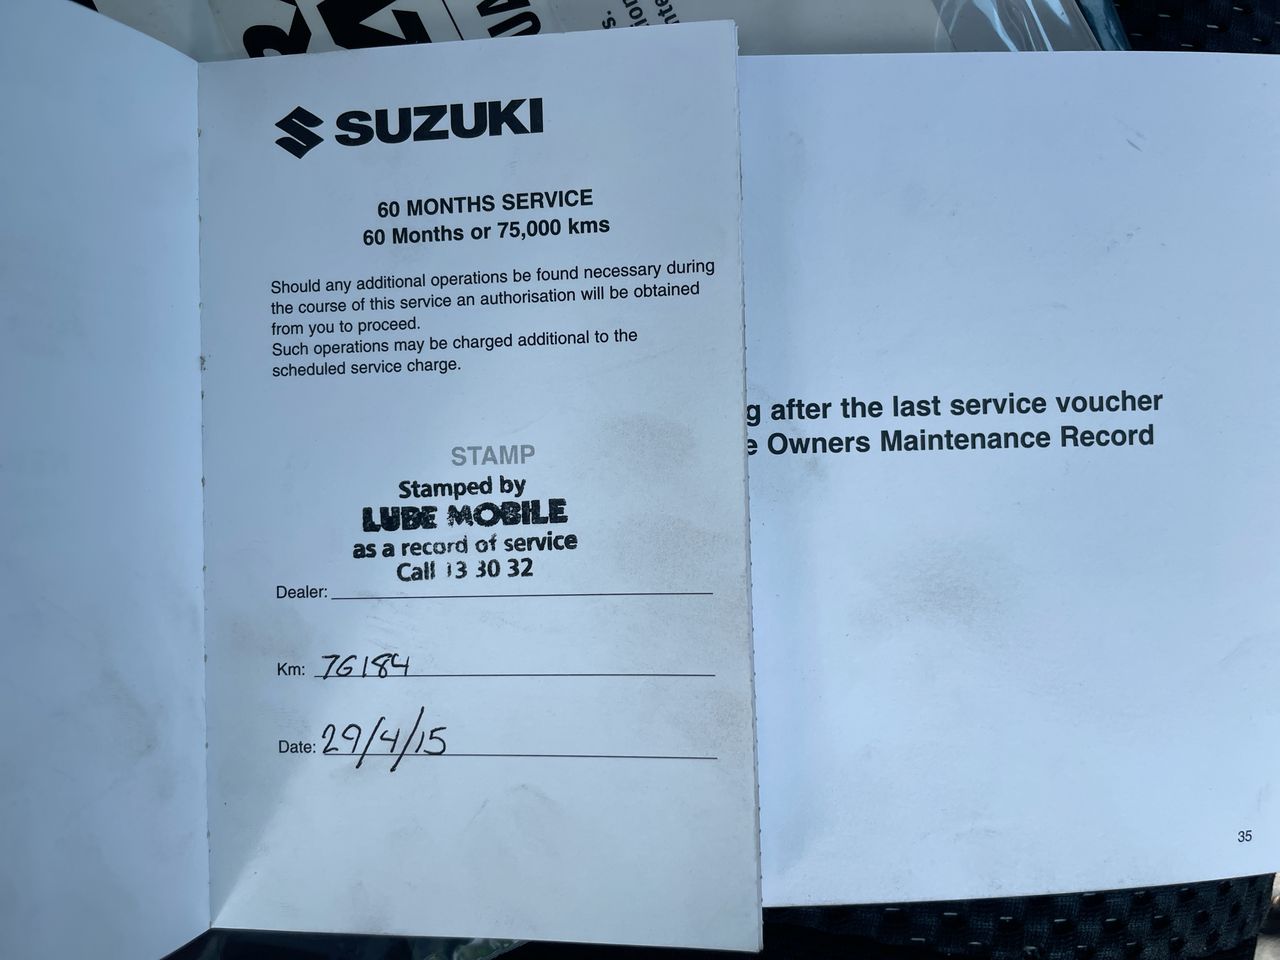 SUZUKI
60 MONTHS SERVICE
60 Months or 75,000 kms
Should any additional operations be found necessary during
the course of this service an authorisation will be obtained
from you to proceed.
Such operations may be charged additional to the
scheduled service charge.
STAMP
Stamped by
LUBE MOBILE
as a record of service
Call 13 30 32
Dealer:
Km: 76184
Date: 29/4/15
g after the last service voucher
e Owners Maintenance Record
35